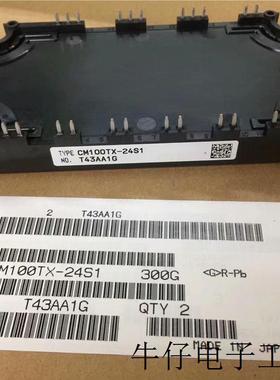 TYPE CM100TX-24S1
NO. T43AA1G
2 T43AA1G
M100TX-24S1 300G <G>R-Pb
T43AA1G QTY 2
MADE IN JAP
牛仔电子工